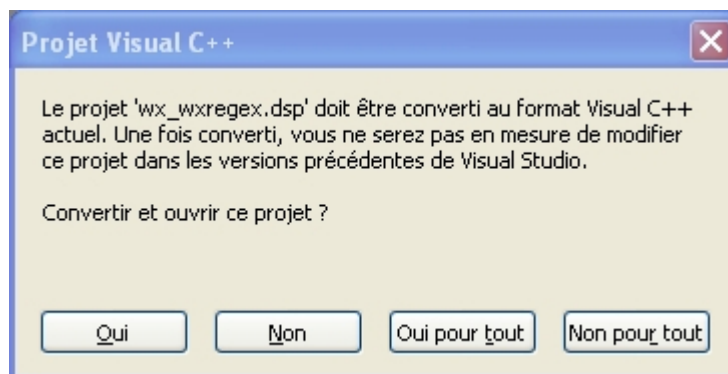 Projet Visual C++
Le projet 'wx_wxregex.dsp' doit être converti au format Visual C++
actuel. Une fois converti, vous ne serez pas en mesure de modifier
ce projet dans les versions précédentes de Visual Studio.
Convertir et ouvrir ce projet ?
Oui Non Oui pour tout Non pour tout